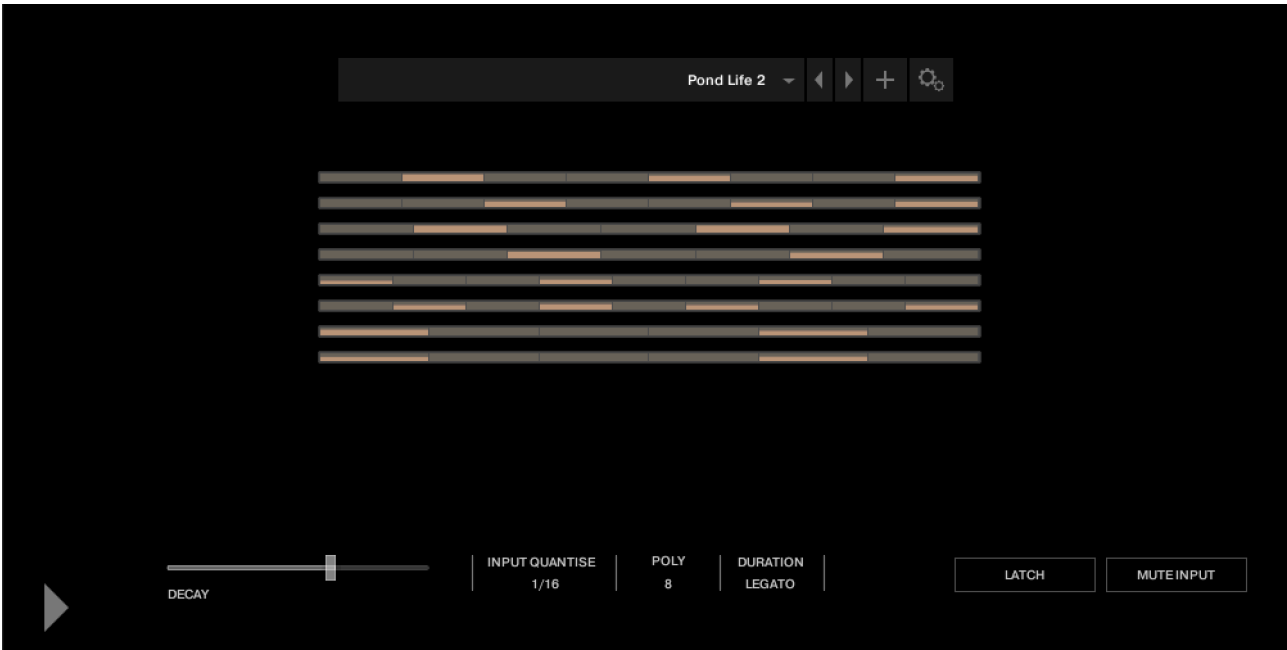 Pond Life 2
INPUT QUANTISE
1/16
POLY
8
DURATION
LEGATO
DECAY
LATCH
MUTE INPUT